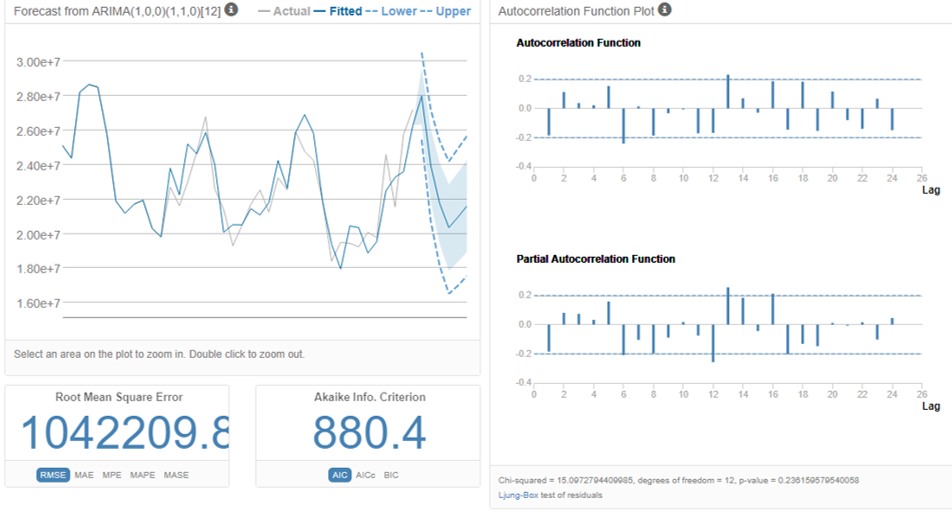 Forecast from ARIMA(1,0,0)(1,1,0)[12] i
Actual Fitted Lower Upper
3.00e+7
2.80e+7
2.60e+7
2.40e+7
2.20e+7
2.00e+7
1.80e+7
1.60e+7
Select an area on the plot to zoom in. Double click to zoom out.
Root Mean Square Error
1042209.8
RMSE MAE MPE MAPE MASE
Akaike Info. Criterion
880.4
AIC AICc BIC
Autocorrelation Function Plot i
Autocorrelation Function
0.2
0.0
-0.2
-0.4
0 2 4 6 8 10 12 14 16 18 20 22 24 26
Lag
Partial Autocorrelation Function
0.2
0.0
-0.2
-0.4
0 2 4 6 8 10 12 14 16 18 20 22 24 26
Lag
Chi-squared = 15.0972794409985, degrees of freedom = 12, p-value = 0.236159579540058
Ljung-Box test of residuals